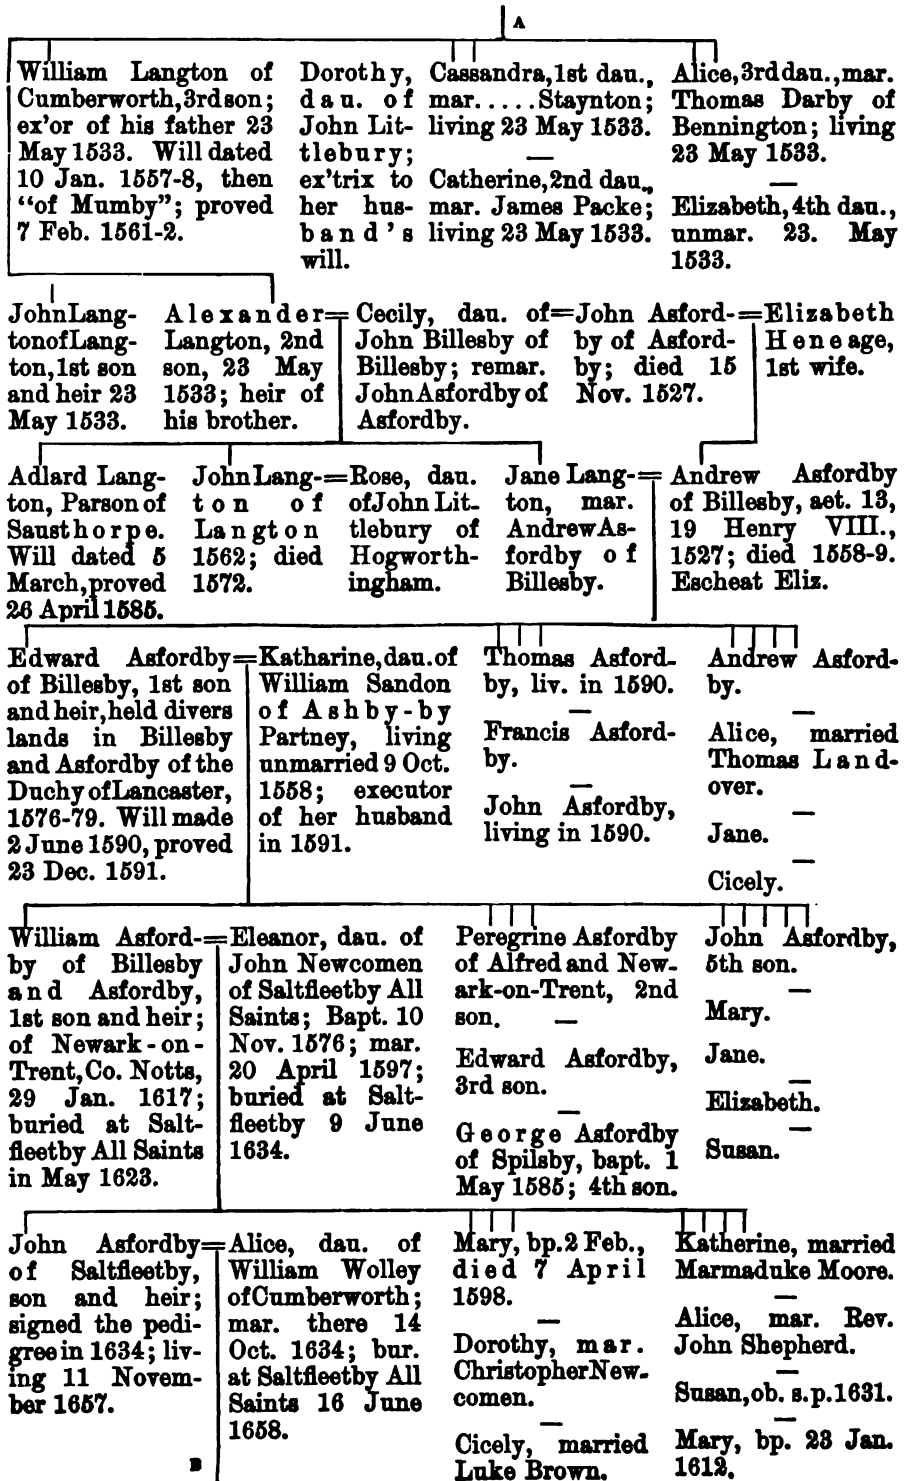 A
William Langton of
Cumberworth, 3rd son;
ex'or of his father 23
May 1533. Will dated
10 Jan. 1557-8, then
"of Mumby"; proved
7 Feb. 1561-2.
Dorothy,
dau. of
John Lit-
tlebury;
ex'trix to
her hus-
band's
will.
Cassandra, 1st dau.,
mar.....Staynton;
living 23 May 1533.
—
Catherine, 2nd dau.,
mar. James Packe;
living 23 May 1533.
Alice, 3rd dau., mar.
Thomas Darby of
Bennington; living
23 May 1533.
—
Elizabeth, 4th dau.,
unmar. 23. May
1533.
John Lang-
ton of Lang-
ton, 1st son
and heir 23
May 1533.
Alexander=
Langton, 2nd
son, 23 May
1533; heir of
his brother.
Cecily, dau. of=
John Billesby of
Billesby; remar.
John Asfordby of
Asfordby.
John Asford-=
by of Asford-
by; died 15
Nov. 1527.
Elizabeth
Heneage,
1st wife.
Adlard Lang-
ton, Parson of
Sausthorpe.
Will dated 5
March, proved
26 April 1585.
John Lang-=
ton of
Langton
1562; died
1572.
Rose, dau.
of John Lit-
tlebury of
Hogworth-
ingham.
Jane Lang-=
ton, mar.
Andrew As-
fordby of
Billesby.
Andrew Asfordby
of Billesby, aet. 13,
19 Henry VIII.,
1527; died 1558-9.
Escheat Eliz.
Edward Asfordby=
of Billesby, 1st son
and heir, held divers
lands in Billesby
and Asfordby of the
Duchy of Lancaster,
1576-79. Will made
2 June 1590, proved
23 Dec. 1591.
Katharine, dau. of
William Sandon
of Ashby-by
Partney, living
unmarried 9 Oct.
1558; executor
of her husband
in 1591.
Thomas Asford-
by, liv. in 1590.
—
Francis Asford-
by.
—
John Asfordby,
living in 1590.
Andrew Asford-
by.
—
Alice, married
Thomas Land-
over.
—
Jane.
—
Cicely.
William Asford-=
by of Billesby
and Asfordby,
1st son and heir;
of Newark-on-
Trent, Co. Notts,
29 Jan. 1617;
buried at Salt-
fleetby All Saints
in May 1623.
Eleanor, dau. of
John Newcomen
of Saltfleetby All
Saints; Bapt. 10
Nov. 1576; mar.
20 April 1597;
buried at Salt-
fleetby 9 June
1634.
Peregrine Asfordby
of Alfred and New-
ark-on-Trent, 2nd
son. —
Edward Asfordby,
3rd son.
—
George Asfordby
of Spilsby, bapt. 1
May 1585; 4th son.
John Asfordby,
5th son.
—
Mary.
Jane.
—
Elizabeth.
—
Susan.
John Asfordby=
of Saltfleetby,
son and heir;
signed the pedi-
gree in 1634; liv-
ing 11 Novem-
ber 1657.
Alice, dau. of
William Wolley
of Cumberworth;
mar. there 14
Oct. 1634; bur.
at Saltfleetby All
Saints 16 June
1658.
B
Mary, bp. 2 Feb.,
died 7 April
1598.
—
Dorothy, mar.
Christopher New-
comen.
—
Cicely, married
Luke Brown.
Katherine, married
Marmaduke Moore.
—
Alice, mar. Rev.
John Shepherd.
—
Susan, ob. s.p. 1631.
—
Mary, bp. 23 Jan.
1612.